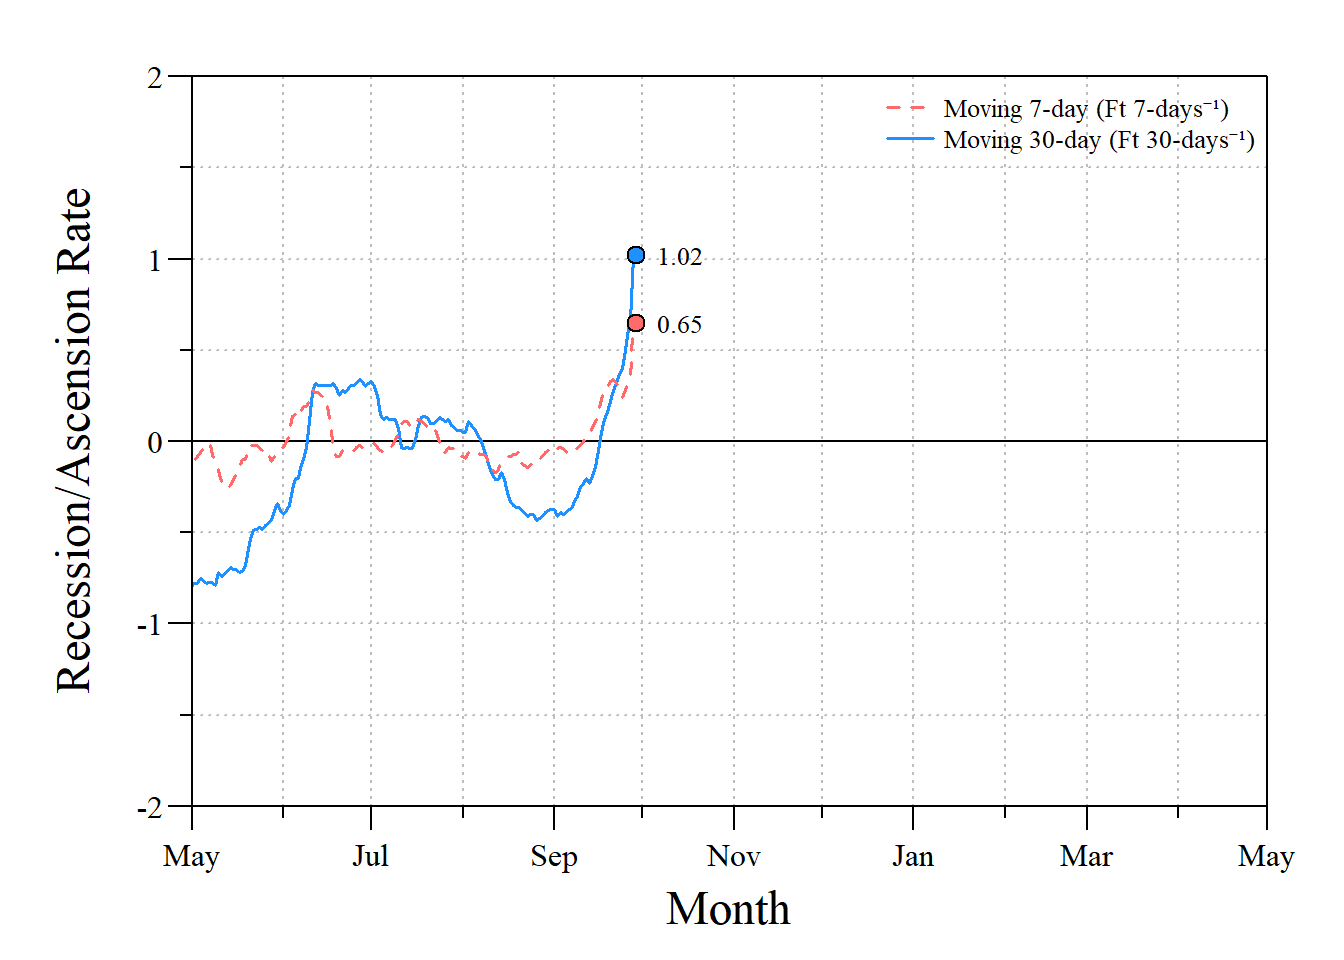 2
Moving 7-day (Ft 7-days⁻¹)
Moving 30-day (Ft 30-days⁻¹)
1
1.02
0.65
0
-1
-2
Recession/Ascension Rate
May Jul Sep Nov Jan Mar May
Month